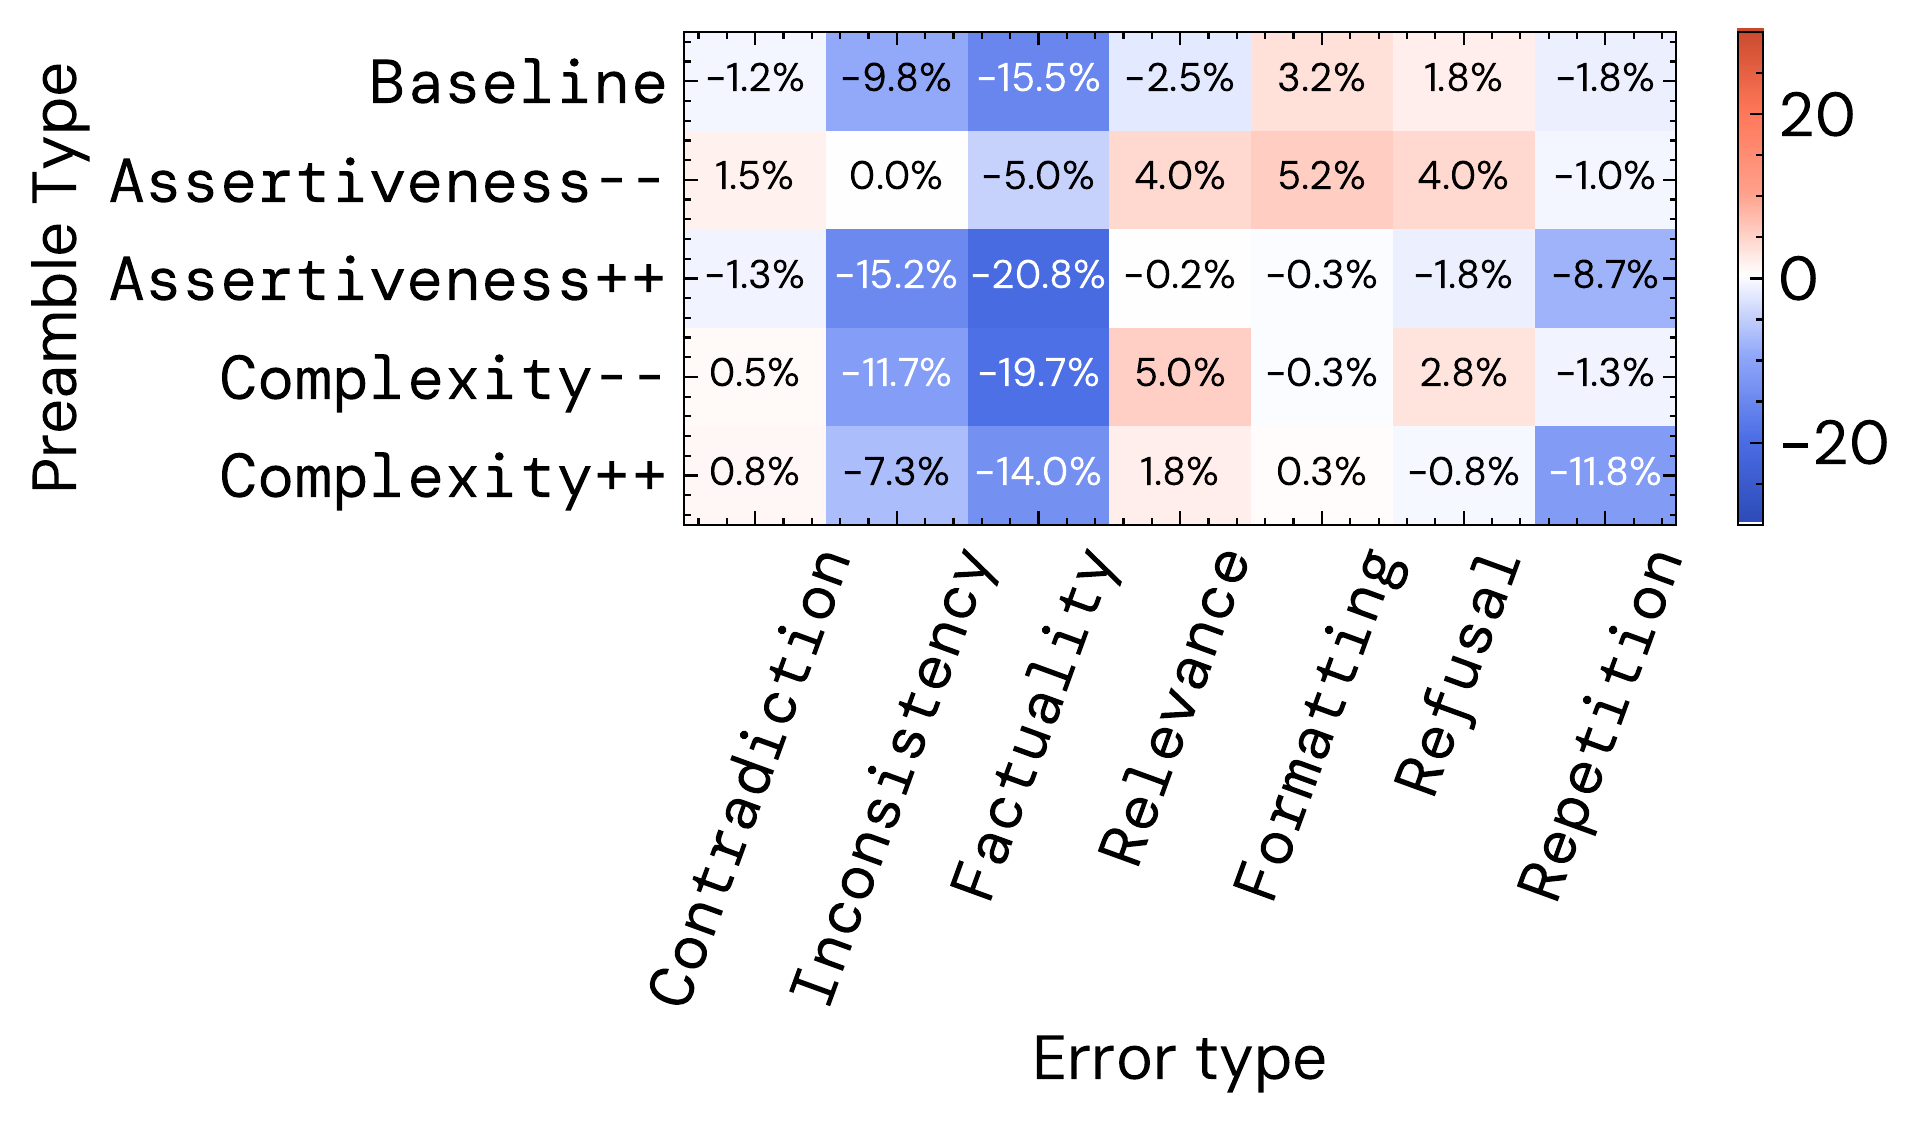 Preamble Type
Baseline −1.2% −9.8% −15.5% −2.5% 3.2% 1.8% −1.8%
Assertiveness-- 1.5% 0.0% −5.0% 4.0% 5.2% 4.0% −1.0%
Assertiveness++ −1.3% −15.2% −20.8% −0.2% −0.3% −1.8% −8.7%
Complexity-- 0.5% −11.7% −19.7% 5.0% −0.3% 2.8% −1.3%
Complexity++ 0.8% −7.3% −14.0% 1.8% 0.3% −0.8% −11.8%
Contradiction
Inconsistency
Factuality
Relevance
Formatting
Refusal
Repetition
Error type
20
0
−20